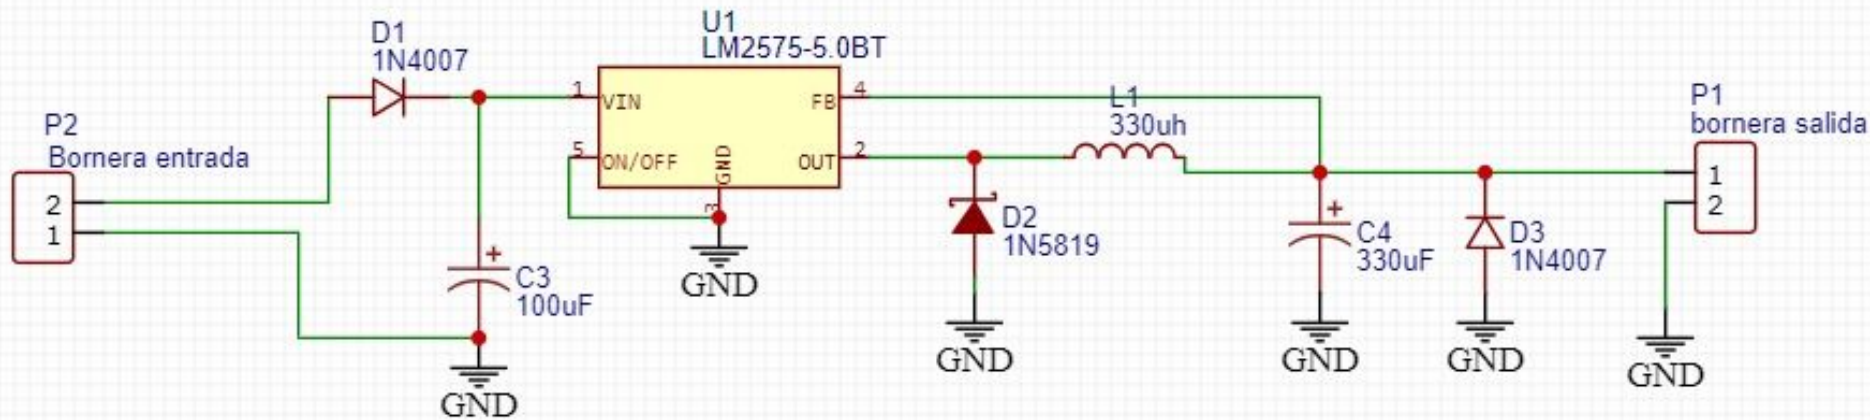 P2
Bornera entrada
2
1
D1
1N4007
C3
100uF
GND
U1
LM2575-5.0BT
1
VIN
5
ON/OFF
GND
3
FB
4
OUT
2
GND
L1
330uh
D2
1N5819
GND
C4
330uF
GND
D3
1N4007
GND
P1
bornera salida
1
2
GND